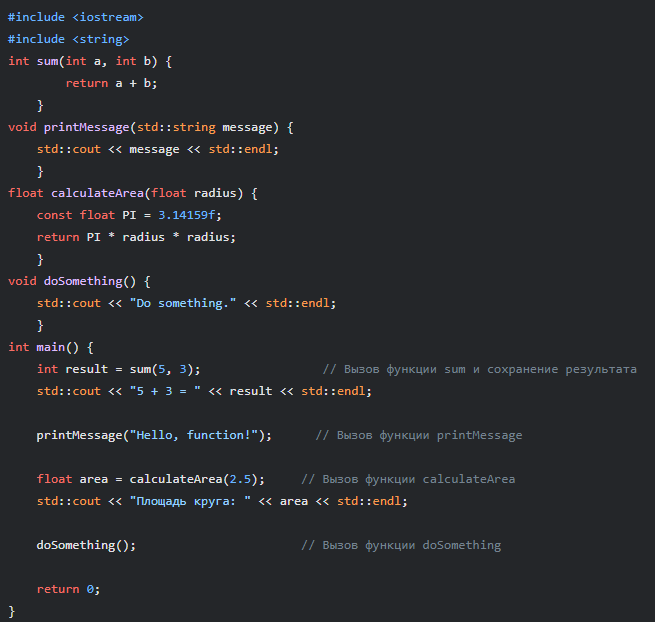 #include <iostream>
#include <string>
int sum(int a, int b) {
        return a + b;
    }
void printMessage(std::string message) {
    std::cout << message << std::endl;
    }
float calculateArea(float radius) {
    const float PI = 3.14159f;
    return PI * radius * radius;
    }
void doSomething() {
    std::cout << "Do something." << std::endl;
    }
int main() {
    int result = sum(5, 3);                 // Вызов функции sum и сохранение результата
    std::cout << "5 + 3 = " << result << std::endl;

    printMessage("Hello, function!");      // Вызов функции printMessage

    float area = calculateArea(2.5);     // Вызов функции calculateArea
    std::cout << "Площадь круга: " << area << std::endl;

    doSomething();                       // Вызов функции doSomething

    return 0;
}